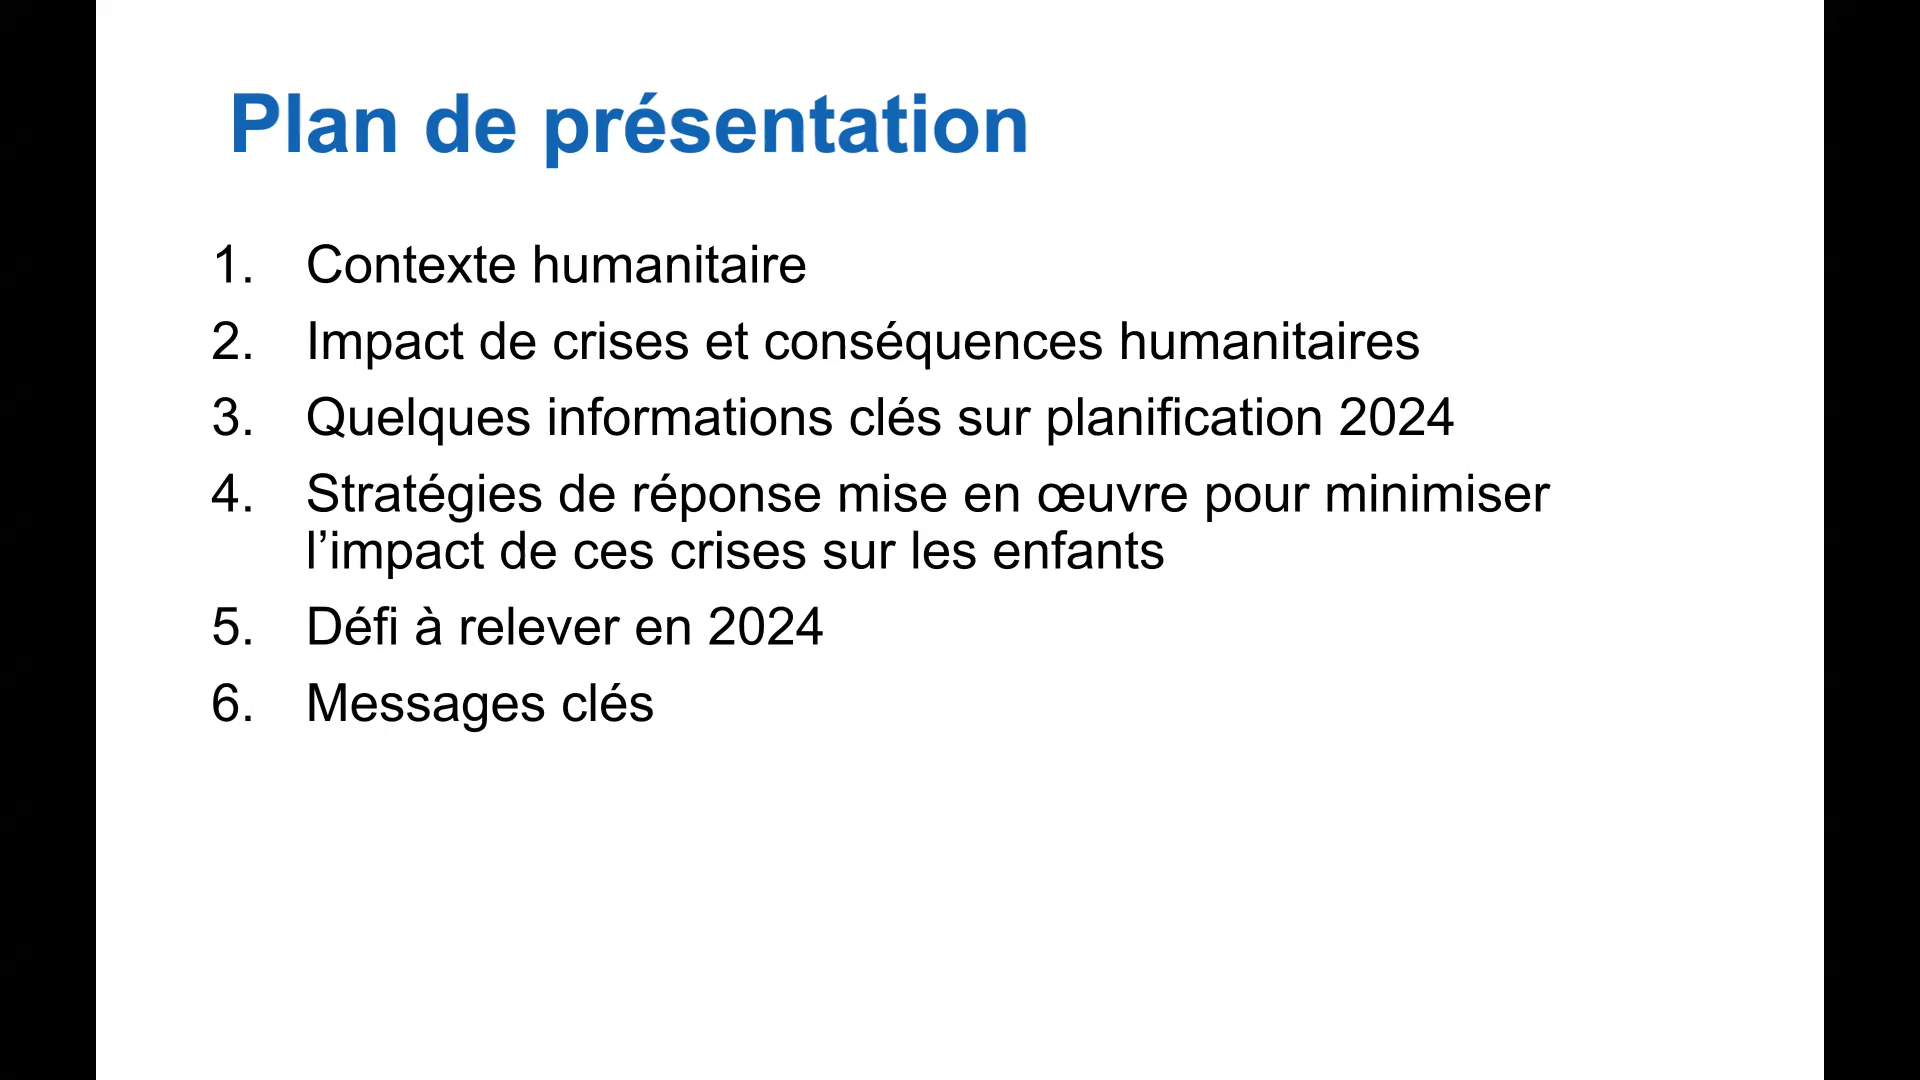 Plan de présentation
1. Contexte humanitaire
2. Impact de crises et conséquences humanitaires
3. Quelques informations clés sur planification 2024
4. Stratégies de réponse mise en œuvre pour minimiser
l’impact de ces crises sur les enfants
5. Défi à relever en 2024
6. Messages clés